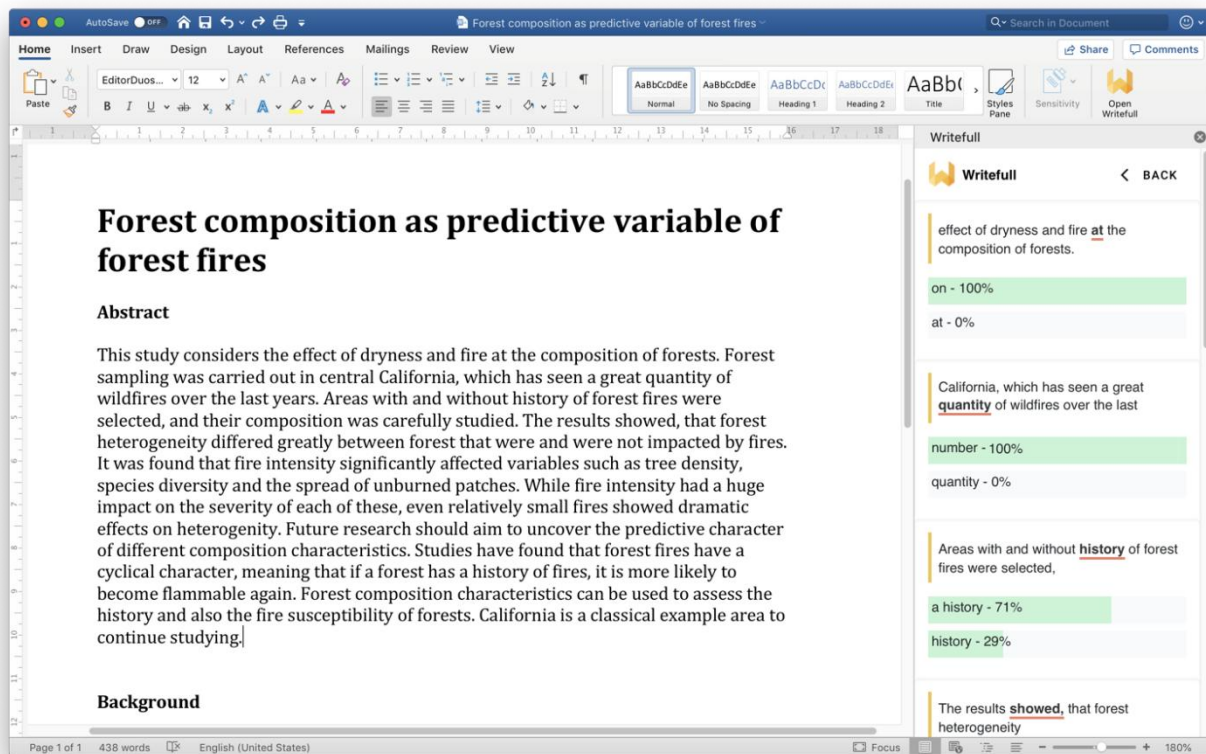 AutoSave OFF
Forest composition as predictive variable of forest fires
Search in Document
Home Insert Draw Design Layout References Mailings Review View
Share Comments
Paste
EditorDuos... 12
AaBbCcDdEe AaBbCcDdEe AaBbCcDc AaBbCcDdEe AaBb(
Normal No Spacing Heading 1 Heading 2 Title
Styles Pane
Sensitivity
Open Writefull
Forest composition as predictive variable of
forest fires
Abstract
This study considers the effect of dryness and fire at the composition of forests. Forest
sampling was carried out in central California, which has seen a great quantity of
wildfires over the last years. Areas with and without history of forest fires were
selected, and their composition was carefully studied. The results showed, that forest
heterogeneity differed greatly between forest that were and were not impacted by fires.
It was found that fire intensity significantly affected variables such as tree density,
species diversity and the spread of unburned patches. While fire intensity had a huge
impact on the severity of each of these, even relatively small fires showed dramatic
effects on heterogenity. Future research should aim to uncover the predictive character
of different composition characteristics. Studies have found that forest fires have a
cyclical character, meaning that if a forest has a history of fires, it is more likely to
become flammable again. Forest composition characteristics can be used to assess the
history and also the fire susceptibility of forests. California is a classical example area to
continue studying.
Background
Writefull
Writefull
BACK
effect of dryness and fire at the
composition of forests.
on - 100%
at - 0%
California, which has seen a great
quantity of wildfires over the last
number - 100%
quantity - 0%
Areas with and without history of forest
fires were selected,
a history - 71%
history - 29%
The results showed, that forest
heterogeneity
Page 1 of 1 438 words English (United States)
Focus
180%